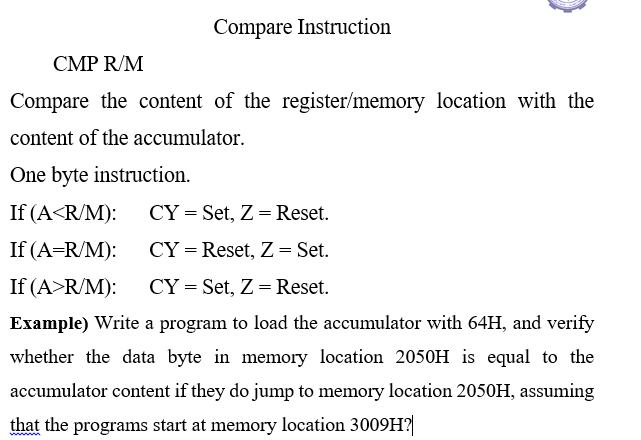 Compare Instruction
CMP R/M
Compare the content of the register/memory location with the
content of the accumulator.
One byte instruction.
If (A<R/M): CY = Set, Z = Reset.
If (A=R/M): CY = Reset, Z = Set.
If (A>R/M): CY = Set, Z = Reset.
Example) Write a program to load the accumulator with 64H, and verify
whether the data byte in memory location 2050H is equal to the
accumulator content if they do jump to memory location 2050H, assuming
that the programs start at memory location 3009H?